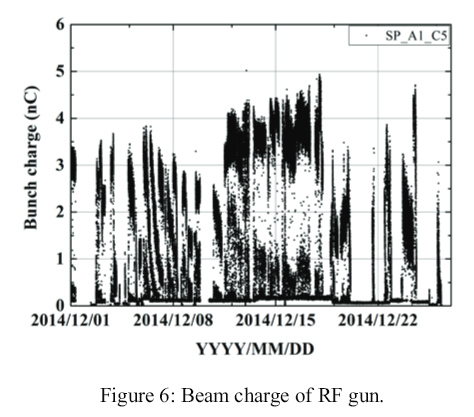 6
SP_A1_C5
5
4
3
2
1
0
Bunch charge (nC)
2014/12/01 2014/12/08 2014/12/15 2014/12/22
YYYY/MM/DD
Figure 6: Beam charge of RF gun.